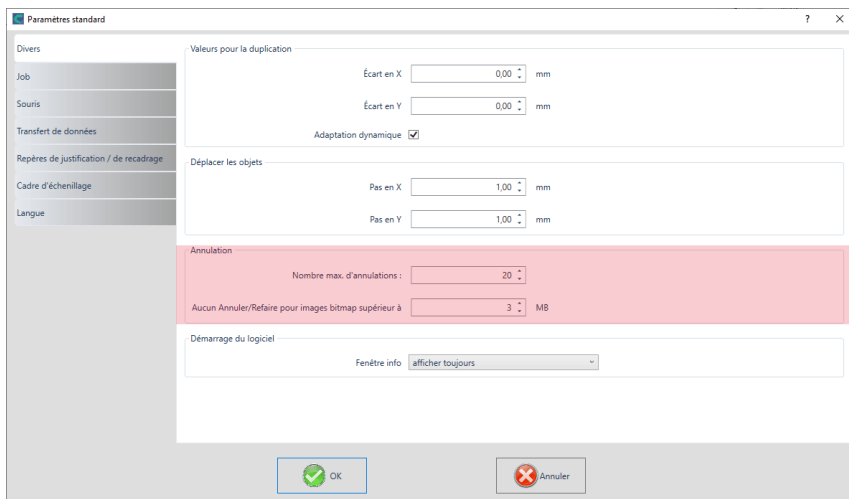 Paramètres standard
?
Divers
Job
Souris
Transfert de données
Repères de justification / de recadrage
Cadre d'échenillage
Langue
Valeurs pour la duplication
Écart en X 0,00 mm
Écart en Y 0,00 mm
Adaptation dynamique
Déplacer les objets
Pas en X 1,00 mm
Pas en Y 1,00 mm
Annulation
Nombre max. d'annulations : 20
Aucun Annuler/Refaire pour images bitmap supérieur à 3 MB
Démarrage du logiciel
Fenêtre info afficher toujours
OK
Annuler